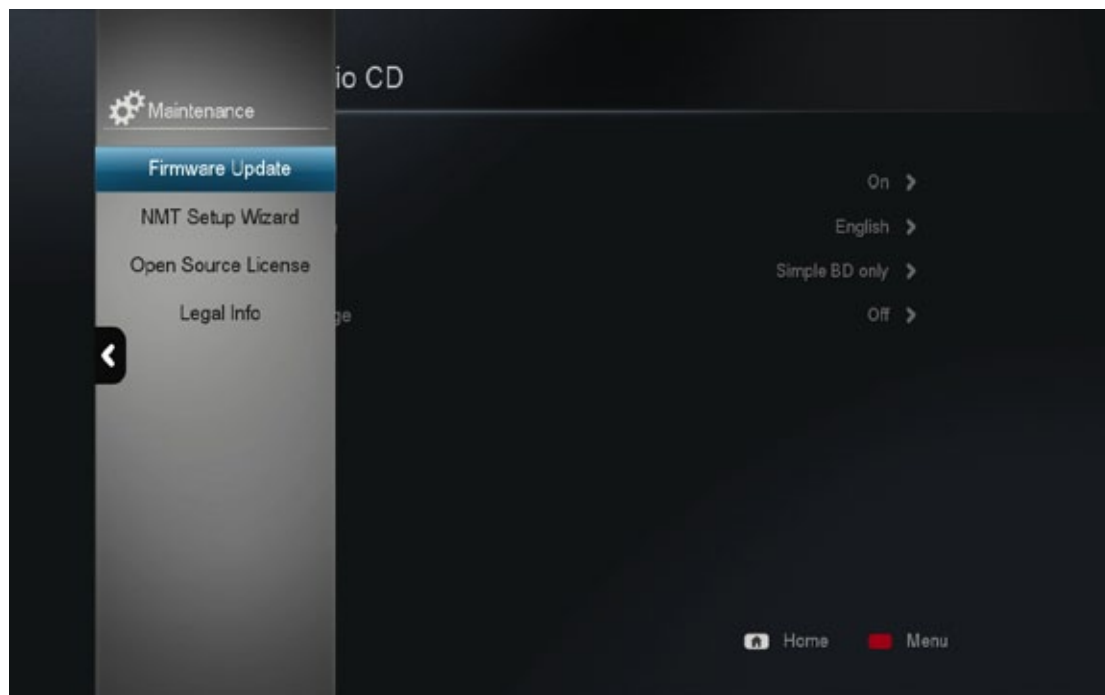 io CD
Maintenance
Firmware Update
NMT Setup Wizard
Open Source License
Legal Info
On
English
Simple BD only
ge
Off
Home
Menu